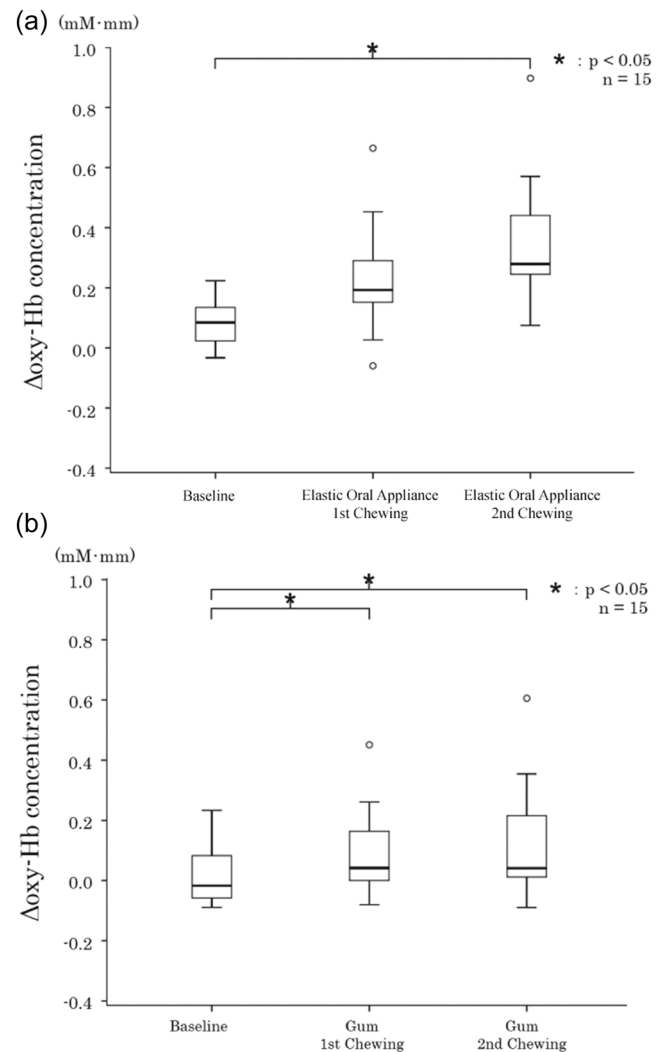 (a) (mM·mm)
1.0
*
* : p < 0.05
n = 15
0.8
0.6
0.4
0.2
0.0
-0.2
-0.4
Δoxy-Hb concentration
Baseline
Elastic Oral Appliance
1st Chewing
Elastic Oral Appliance
2nd Chewing
(b)
(mM·mm)
1.0
*
*
* : p < 0.05
n = 15
0.8
0.6
0.4
0.2
0.0
-0.2
-0.4
Δoxy-Hb concentration
Baseline
Gum
1st Chewing
Gum
2nd Chewing